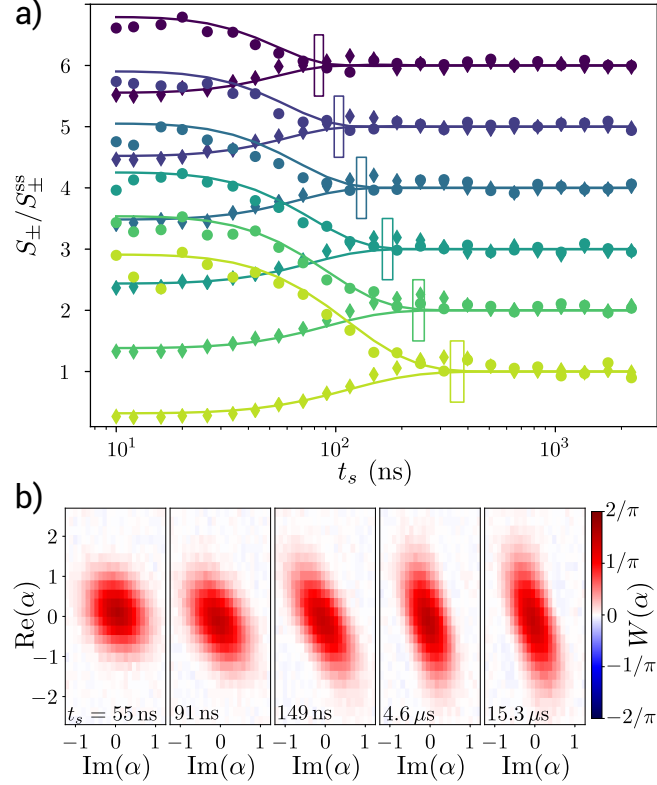 a)
6
5
4
3
2
1
S±/S±^ss
10^1
10^2
10^3
t_s (ns)
b)
2
1
0
−1
−2
Re(α)
t_s = 55 ns
91 ns
149 ns
4.6 μs
15.3 μs
−1 0 1
−1 0 1
−1 0 1
−1 0 1
−1 0 1
Im(α)
Im(α)
Im(α)
Im(α)
Im(α)
2/π
1/π
0
−1/π
−2/π
W(α)